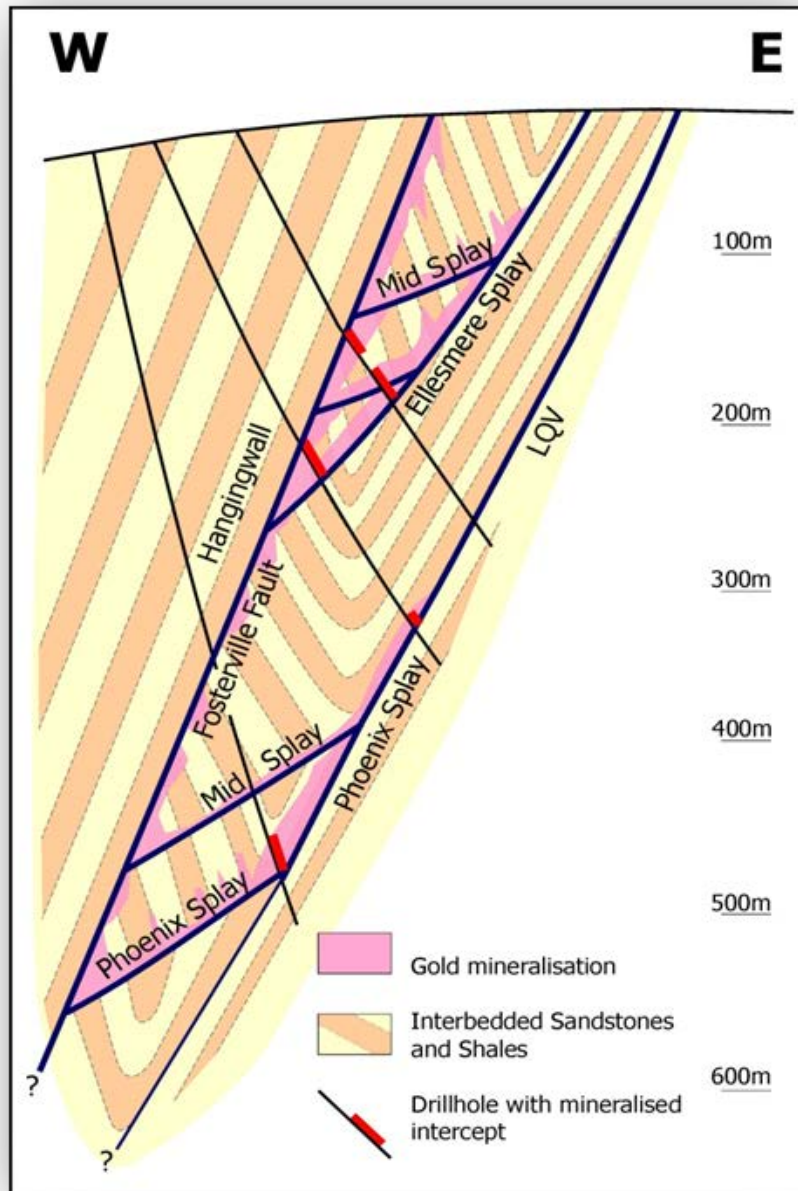 W
E
100m
Mid Splay
Ellesmere Splay
200m
LQV
Hangingwall
300m
Fosterville Fault
Phoenix Splay
400m
Mid Splay
500m
Phoenix Splay
Gold mineralisation
Interbedded Sandstones
and Shales
600m
?
Drillhole with mineralised
intercept
?